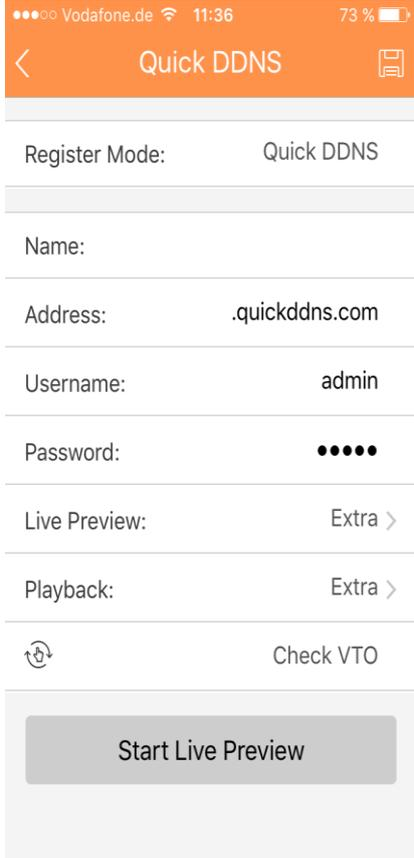 Vodafone.de 11:36 73 %
Quick DDNS
Register Mode: Quick DDNS
Name:
Address: .quickddns.com
Username: admin
Password: •••••
Live Preview: Extra
Playback: Extra
Check VTO
Start Live Preview